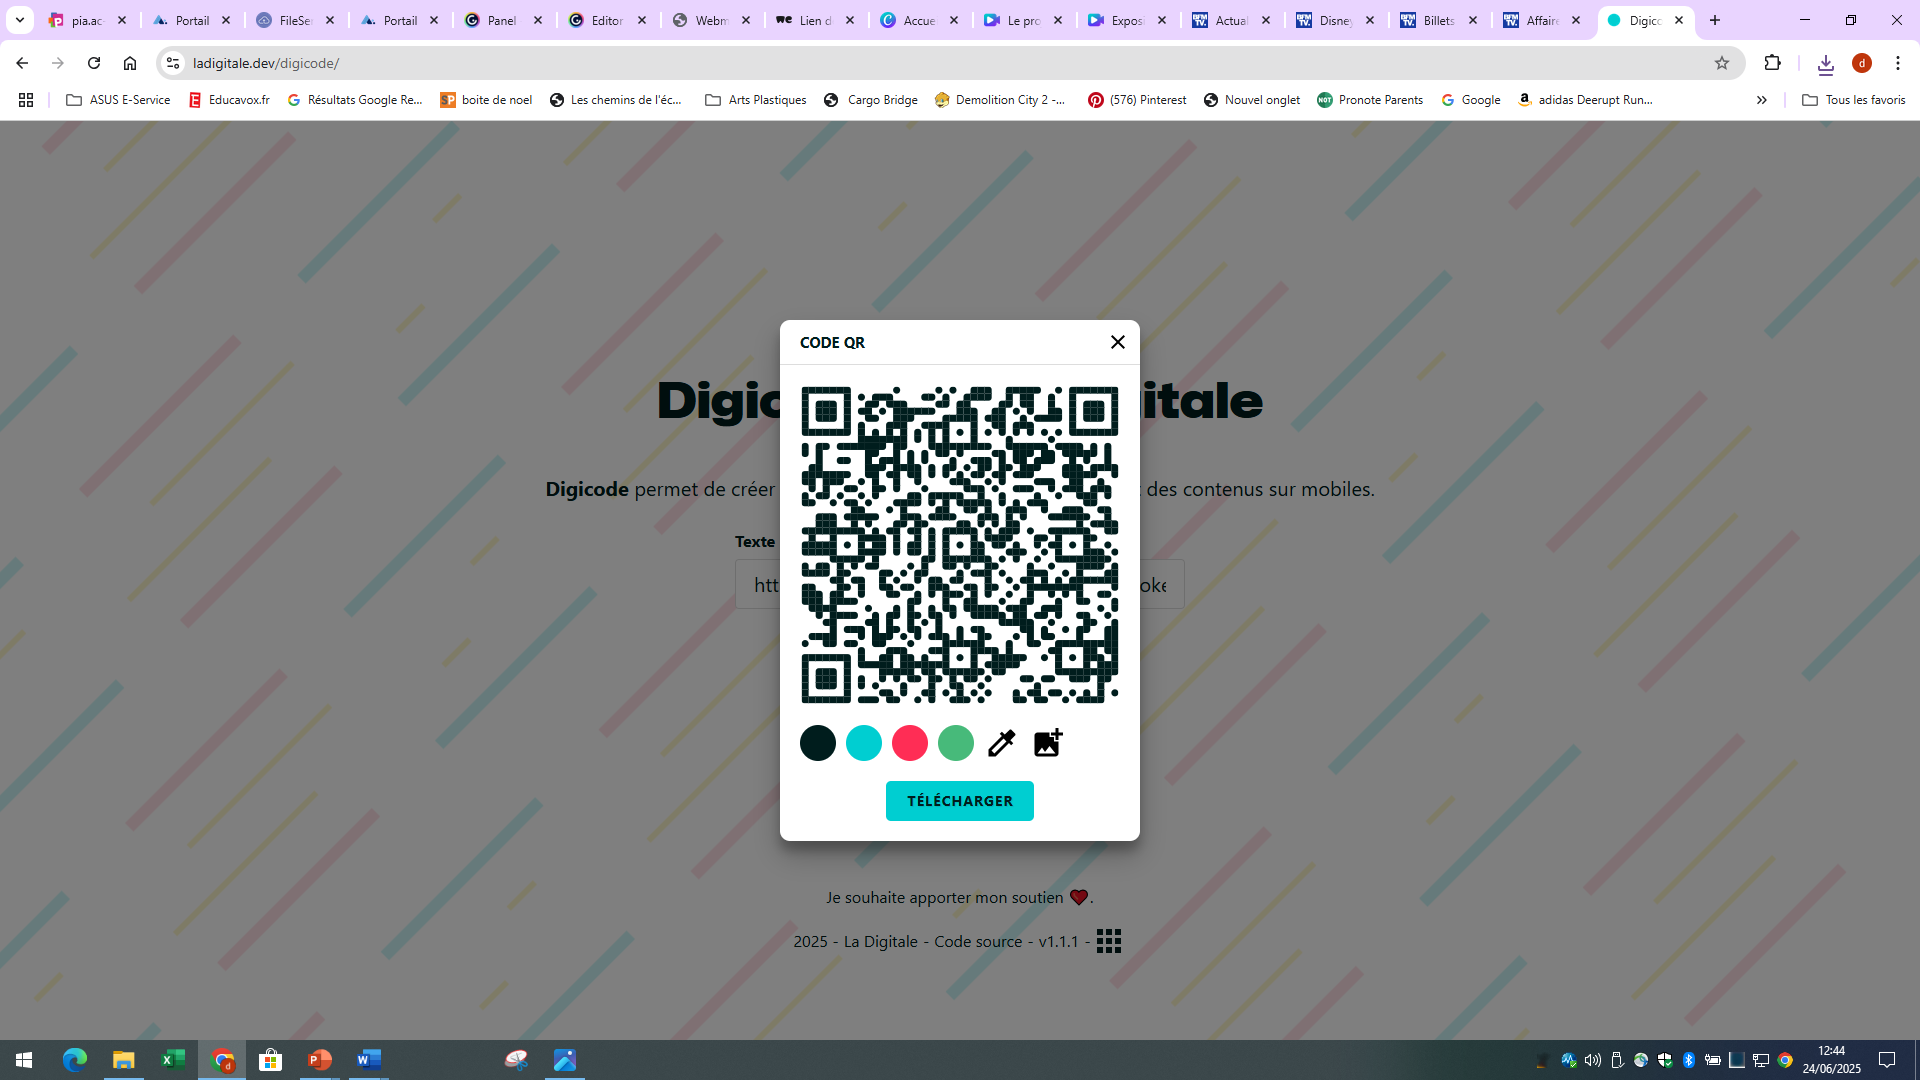 pia.ac-
Portail
FileSer
Portail
Panel
Editor
Webm
Lien d
Accue
Le pro
Exposi
Actual
Disney
Billets
Affaire
Digico
ladigitale.dev/digicode/
ASUS E-Service
Educavox.fr
Résultats Google Re...
boite de noel
Les chemins de l'éc...
Arts Plastiques
Cargo Bridge
Demolition City 2 -...
(576) Pinterest
Nouvel onglet
Pronote Parents
Google
adidas Deerupt Run...
Tous les favoris
CODE QR
Digic itale
Digicode permet de créer des contenus sur mobiles.
Texte
htt oke
TÉLÉCHARGER
Je souhaite apporter mon soutien ❤️.
2025 - La Digitale - Code source - v1.1.1 -
12:44
24/06/2025